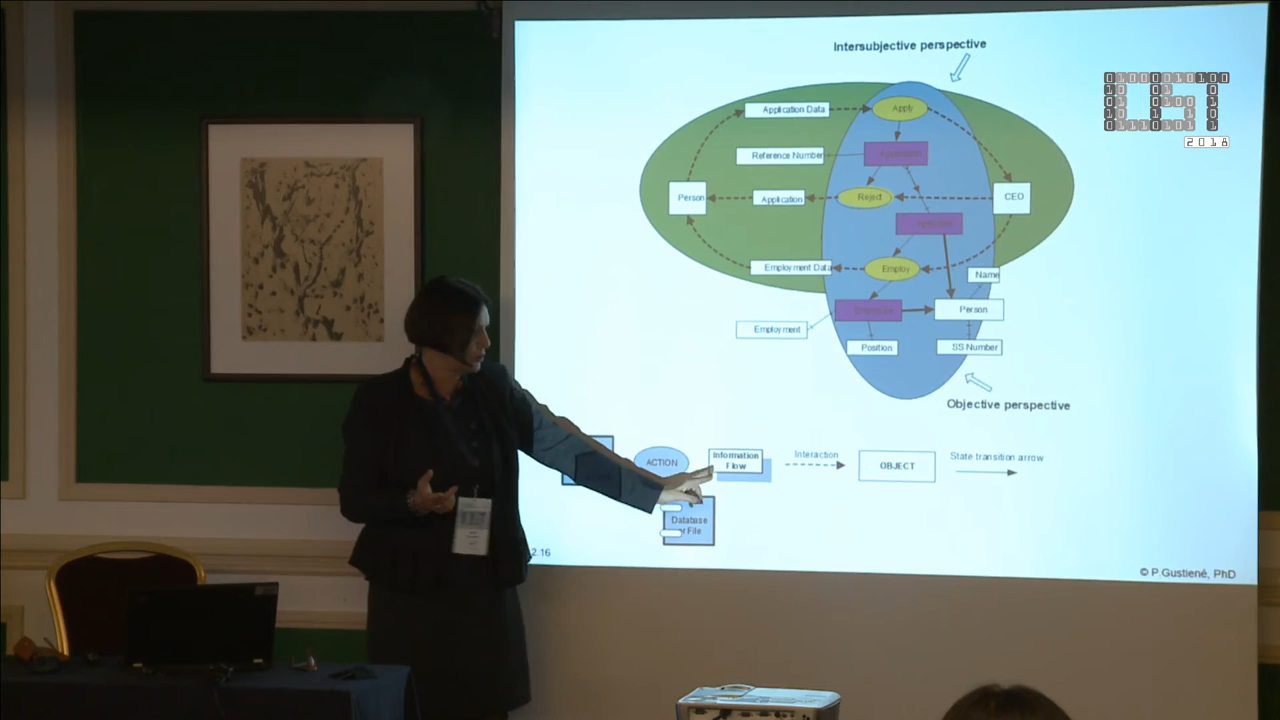 Intersubjective perspective
01000010100
2018
Application Data
Apply
Reference Number
Person
Application
Reject
CEO
Employment Data
Employ
Name
Person
Employment
Position
SS Number
Objective perspective
ACTION
Information
Flow
Interaction
OBJECT
State transition arrow
Database
File
2.16
© P.Gustiené, PhD